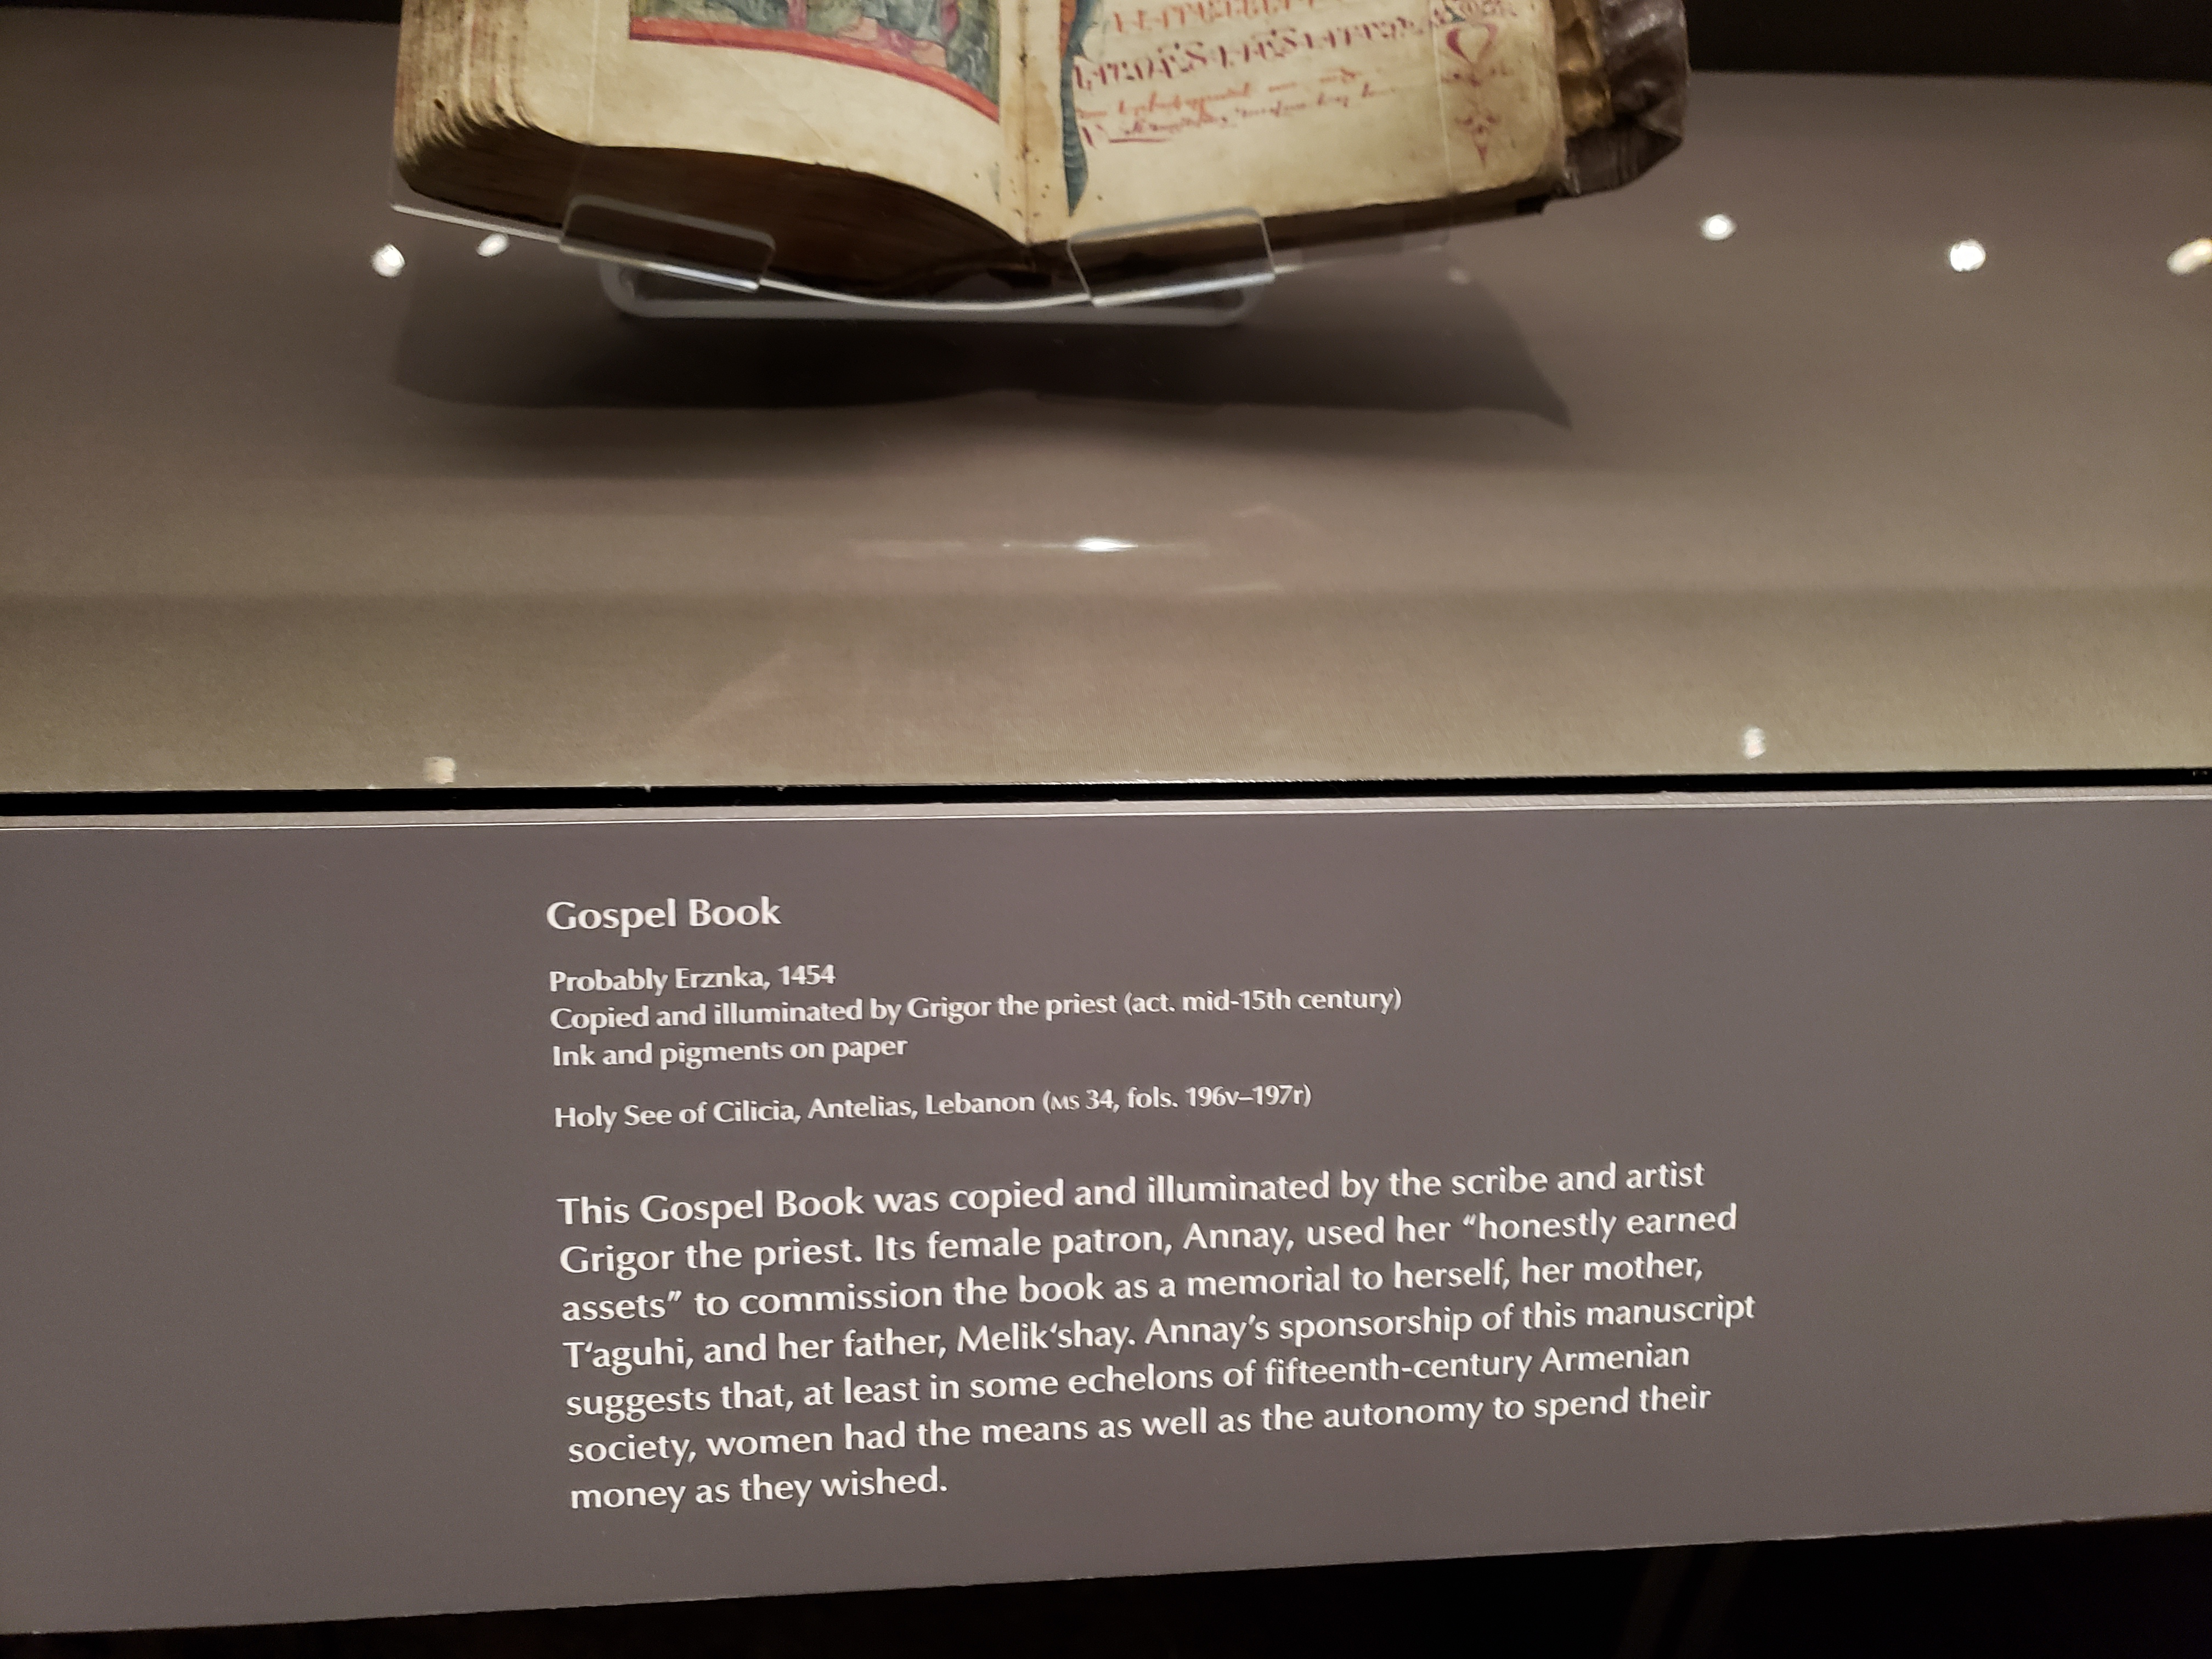 Gospel Book
Probably Erznka, 1454
Copied and illuminated by Grigor the priest (act. mid-15th century)
Ink and pigments on paper
Holy See of Cilicia, Antelias, Lebanon (MS 34, fols. 196v–197r)
This Gospel Book was copied and illuminated by the scribe and artist
Grigor the priest. Its female patron, Annay, used her “honestly earned
assets” to commission the book as a memorial to herself, her mother,
T‘aguhi, and her father, Melik‘shay. Annay’s sponsorship of this manuscript
suggests that, at least in some echelons of fifteenth-century Armenian
society, women had the means as well as the autonomy to spend their
money as they wished.